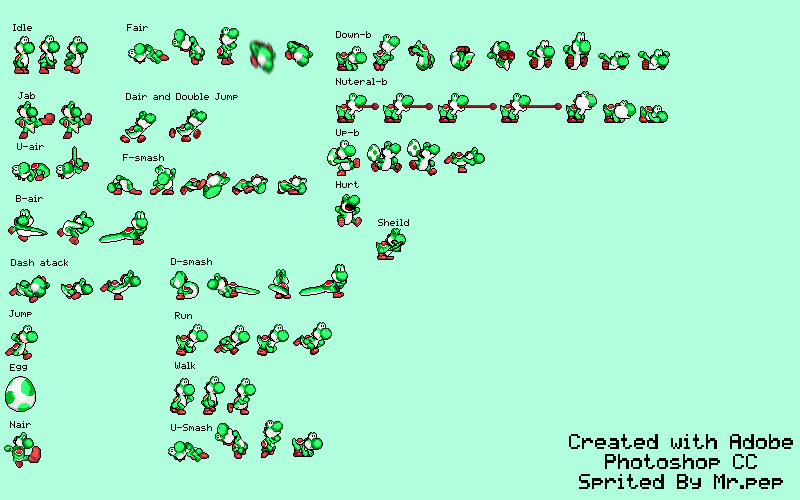 Idle
Fair
Down-b
Nuteral-b
Jab
Dair and Double Jump
Up-b
U-air
F-smash
Hurt
B-air
Sheild
Dash atack
D-smash
Jump
Run
Egg
Walk
Nair
U-Smash
Created with Adobe
Photoshop CC
Sprited By Mr.pep